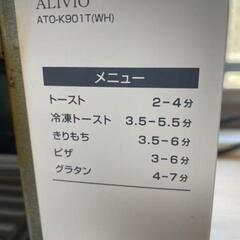 ALIVIO
ATO-K901T(WH)
メニュー
トースト 2-4分
冷凍トースト 3.5-5.5分
きりもち 3.5-6分
ピザ 3-6分
グラタン 4-7分